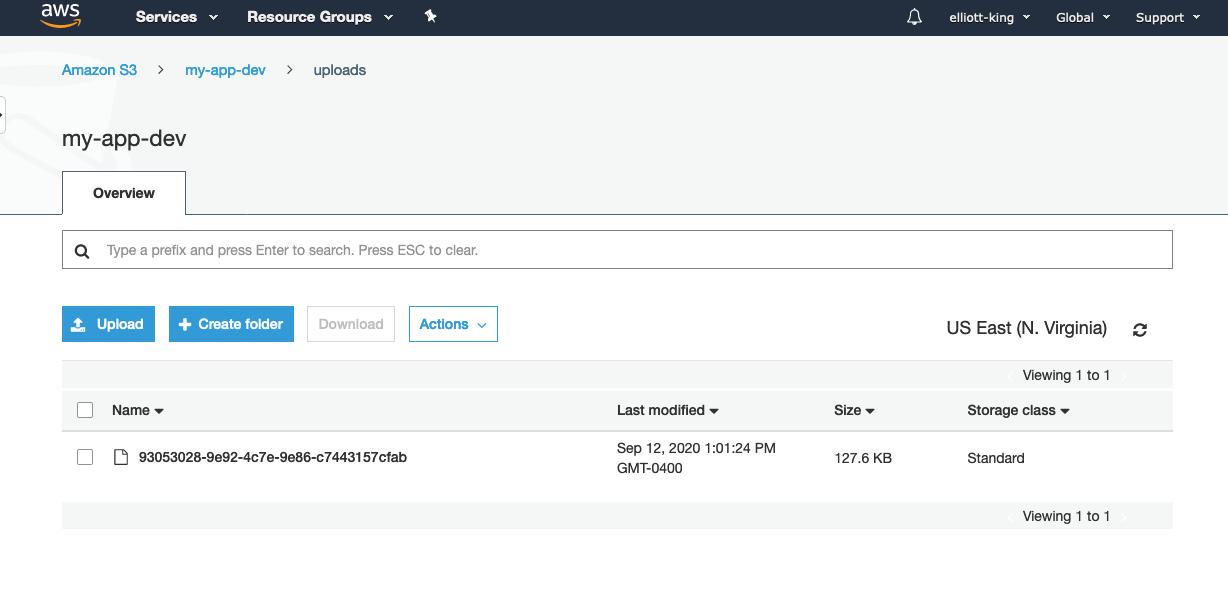 aws Services Resource Groups elliott-king Global Support
Amazon S3 > my-app-dev > uploads
my-app-dev
Overview
Type a prefix and press Enter to search. Press ESC to clear.
Upload Create folder Download Actions US East (N. Virginia)
Viewing 1 to 1
Name Last modified Size Storage class
93053028-9e92-4c7e-9e86-c7443157cfab Sep 12, 2020 1:01:24 PM 127.6 KB Standard
GMT-0400
Viewing 1 to 1